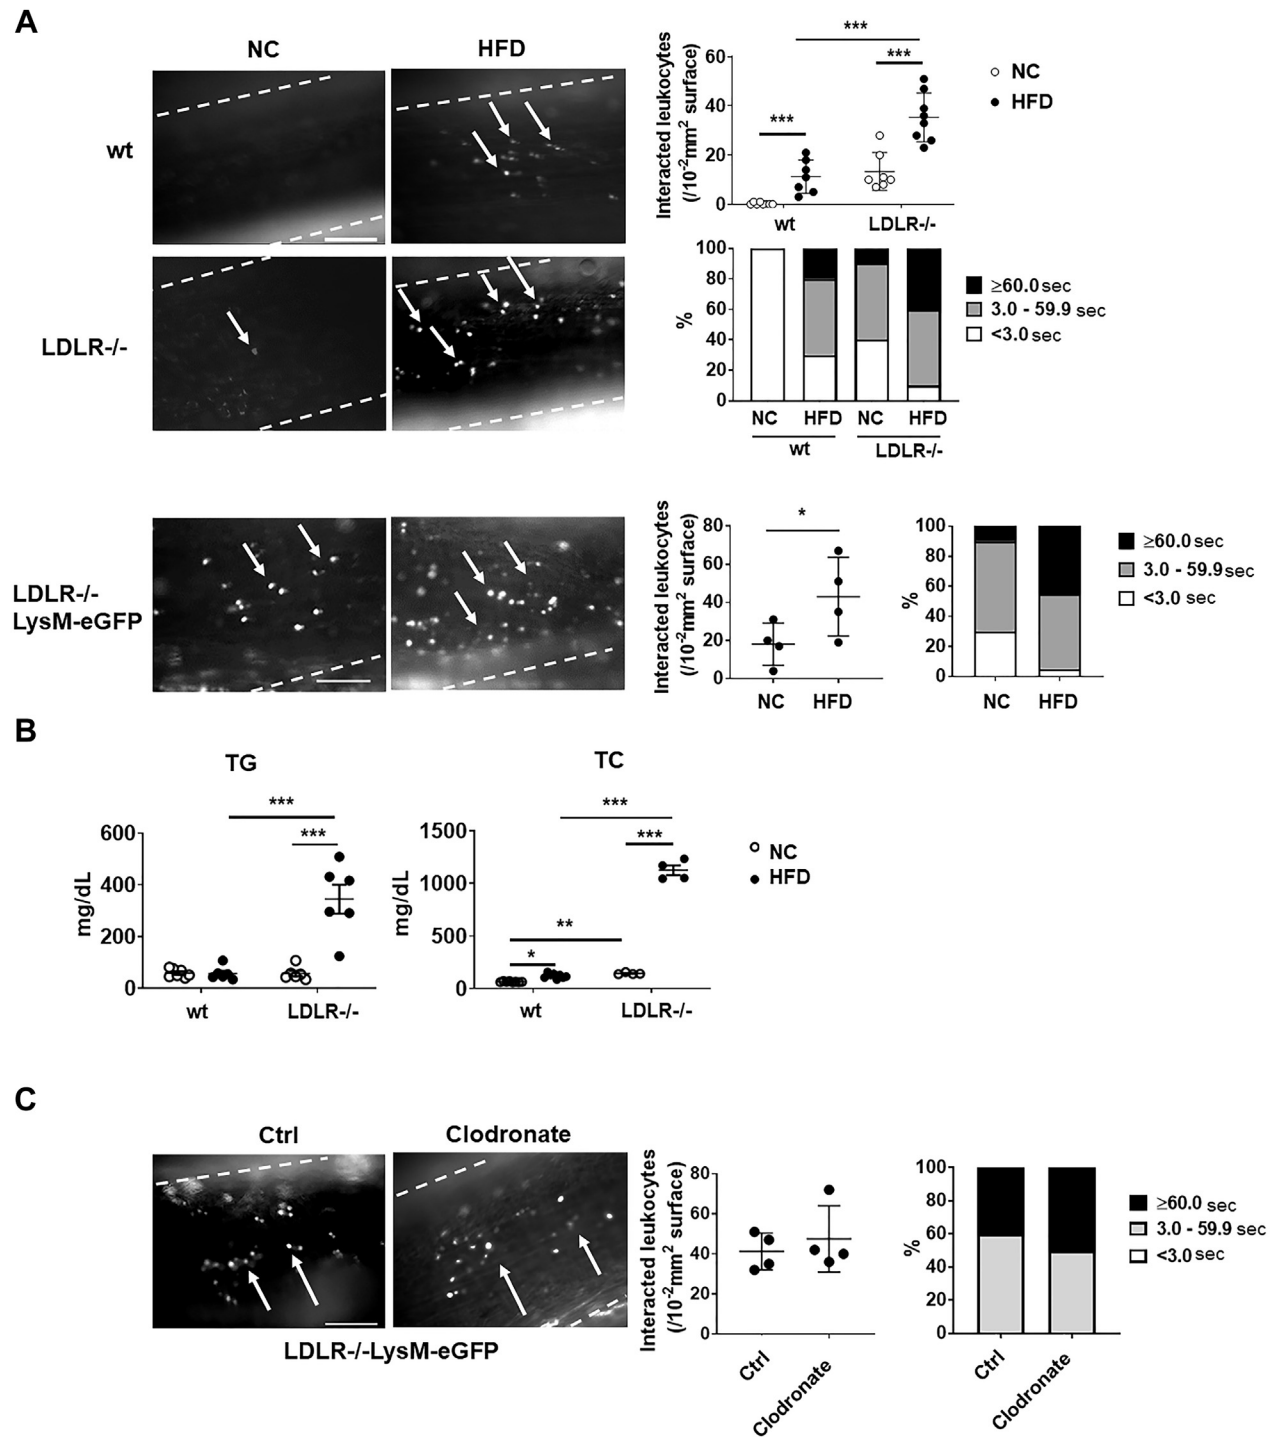 A
NC
HFD
wt
LDLR-/-
Interacted leukocytes
(/10-2mm2 surface)
60
40
20
0
***
***
***
wt
LDLR-/-
NC
HFD
%
100
80
60
40
20
0
NC
HFD
NC
HFD
wt
LDLR-/-
≥60.0 sec
3.0 - 59.9 sec
<3.0 sec
LDLR-/-
LysM-eGFP
Interacted leukocytes
(/10-2mm2 surface)
80
60
40
20
0
*
NC
HFD
%
100
80
60
40
20
0
NC
HFD
≥60.0 sec
3.0 - 59.9 sec
<3.0 sec
B
TG
mg/dL
600
400
200
0
***
***
wt
LDLR-/-
TC
mg/dL
1500
1000
500
0
***
***
**
*
wt
LDLR-/-
NC
HFD
C
Ctrl
Clodronate
LDLR-/-LysM-eGFP
Interacted leukocytes
(/10-2mm2 surface)
80
60
40
20
0
Ctrl
Clodronate
%
100
80
60
40
20
0
Ctrl
Clodronate
≥60.0 sec
3.0 - 59.9 sec
<3.0 sec